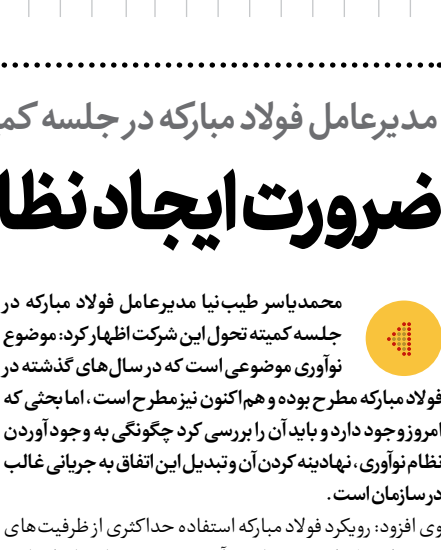 مدیرعامل فولاد مبارکه در جلسه
ضرورت ایجاد
محمدیاسر طیب‌نیا مدیرعامل فولاد مبارکه در
جلسه کمیته تحول این شرکت اظهار کرد: موضوع
نوآوری موضوعی است که در سال‌های گذشته در
فولاد مبارکه مطرح بوده و هم‌اکنون نیز مطرح است، اما بحثی که
امروز وجود دارد و باید آن را بررسی کرد چگونگی به وجود آوردن
نظام نوآوری، نهادینه کردن آن و تبدیل این اتفاق به جریانی غالب
در سازمان است.
وی افزود: رویکرد فولاد مبارکه استفاده حداکثری از ظرفیت‌های